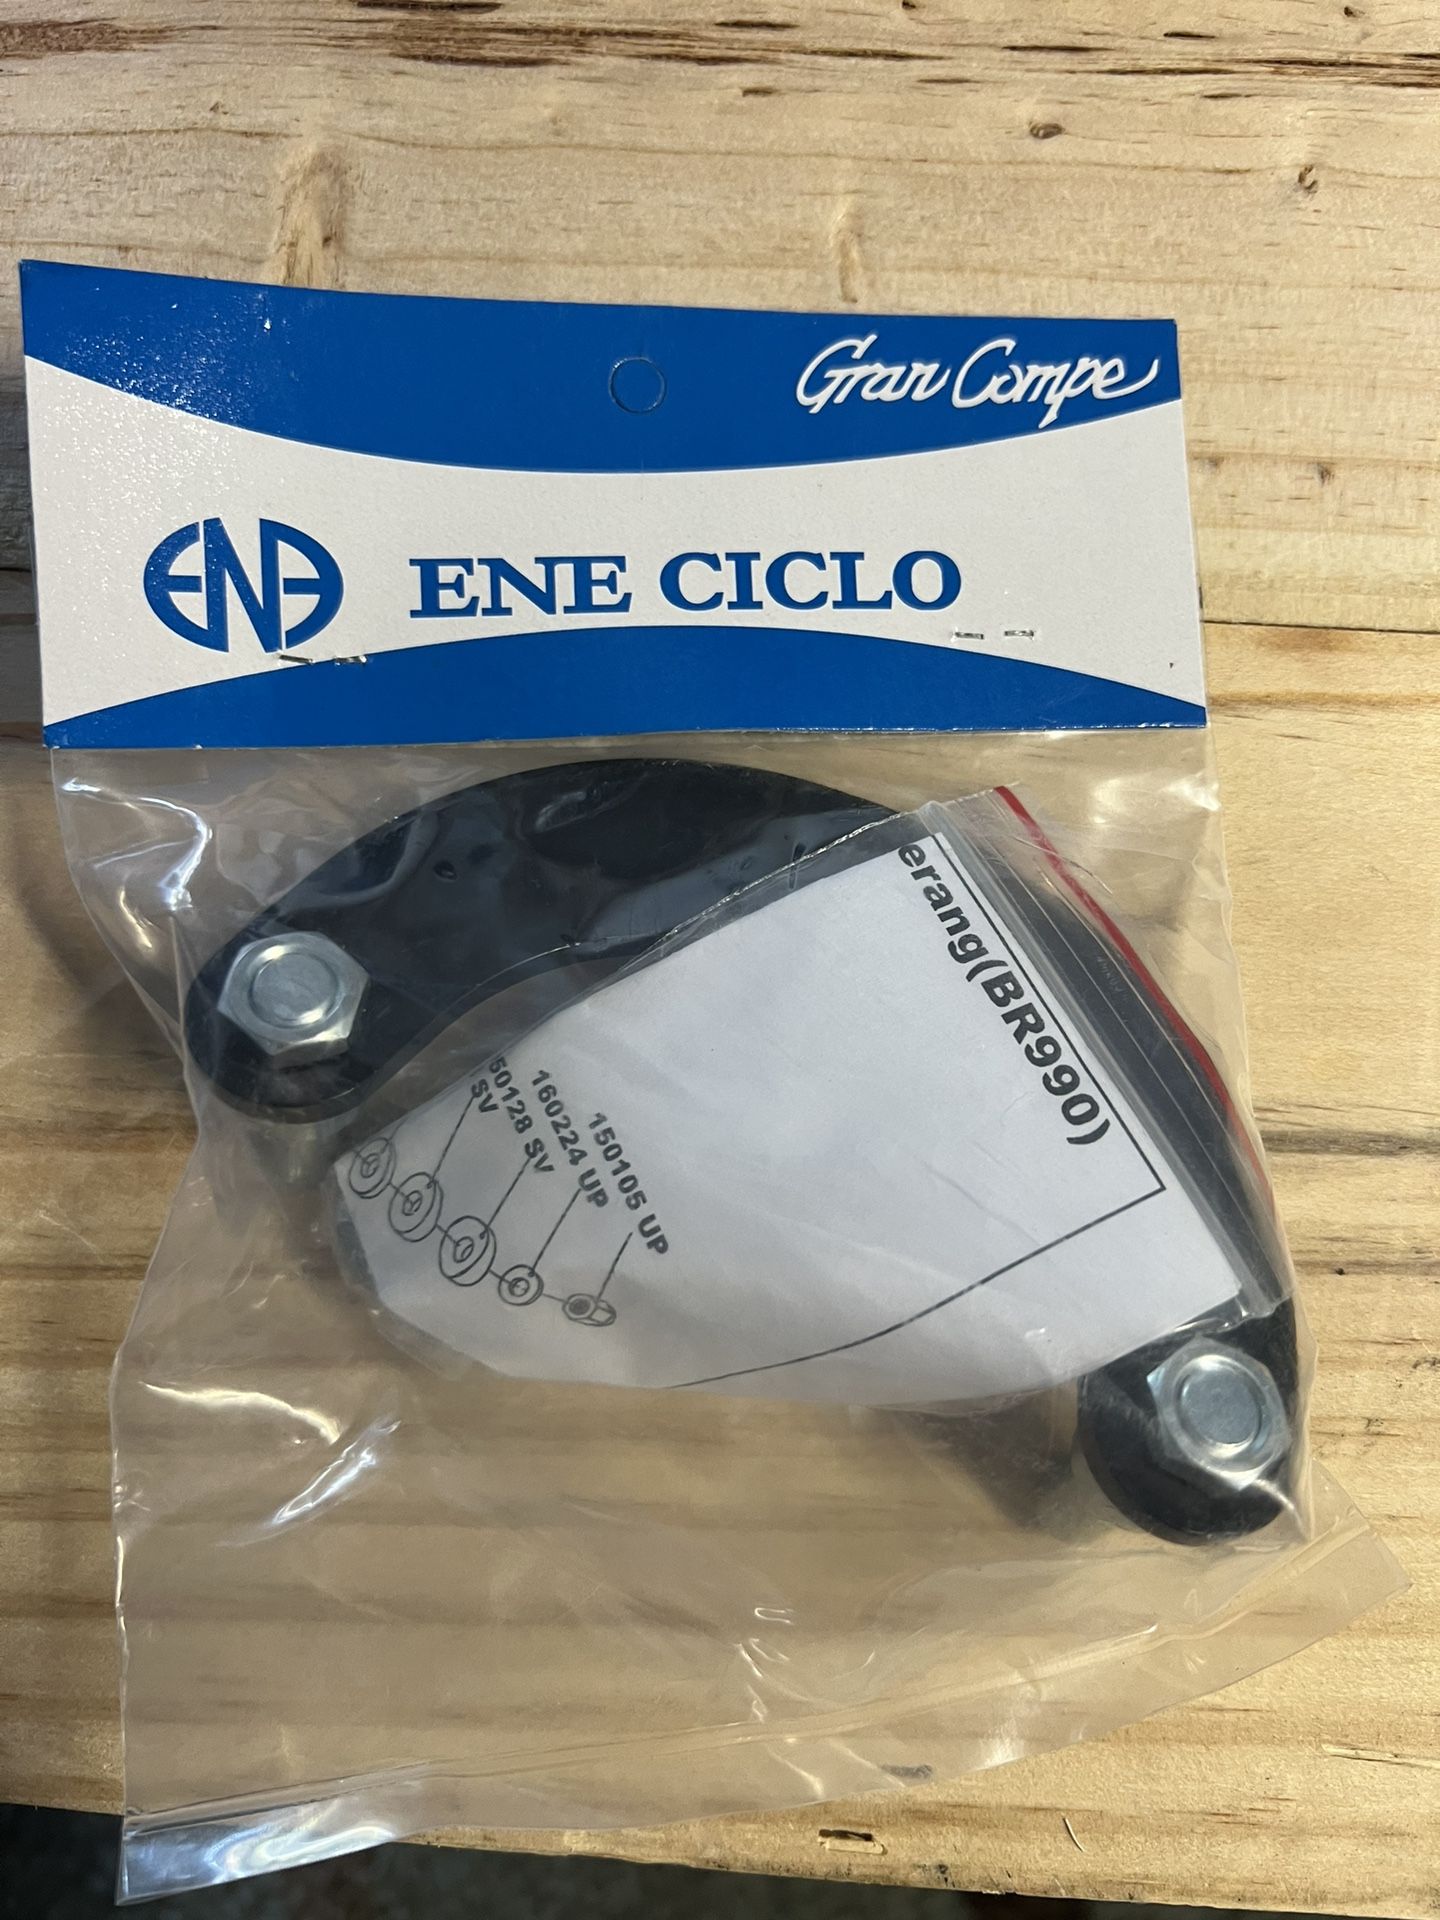 Gran Compe
ENE
ENE CICLO
erang(BR990)
150105 UP
160224 UP
50128 SV
SV